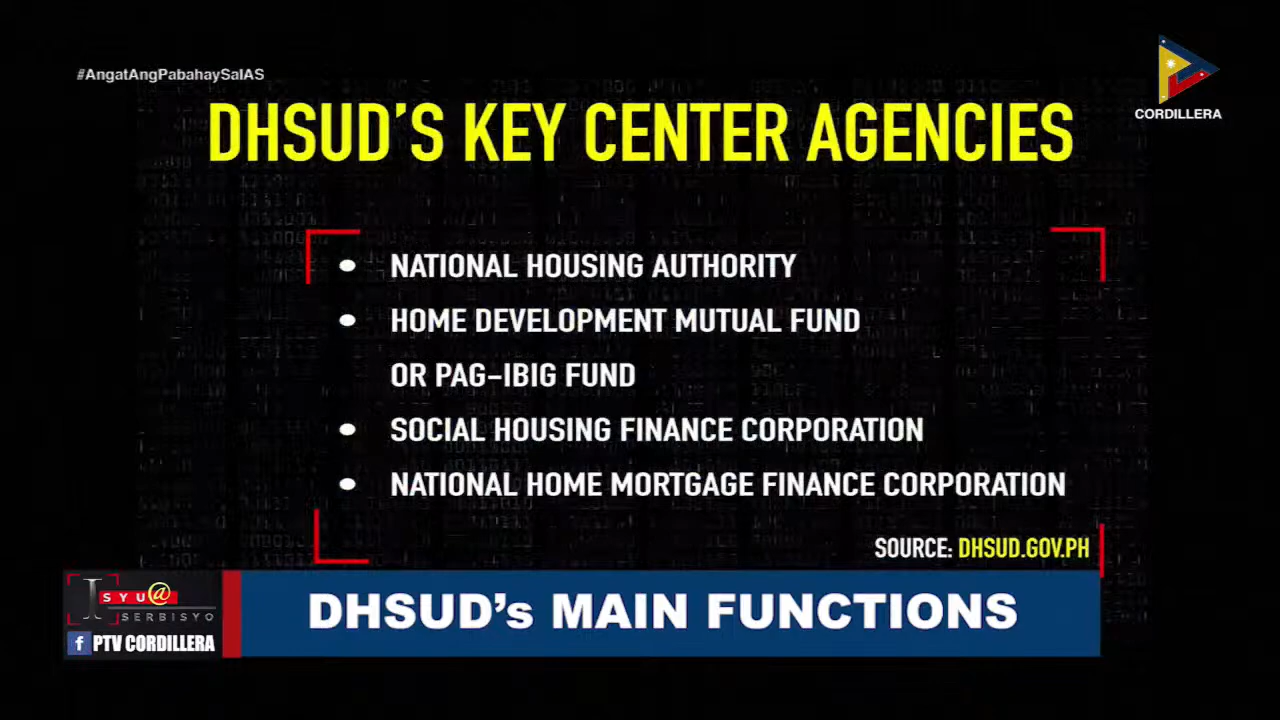 #AngatAngPabahaySaIAS
CORDILLERA
DHSUD'S KEY CENTER AGENCIES
• NATIONAL HOUSING AUTHORITY
• HOME DEVELOPMENT MUTUAL FUND
OR PAG-IBIG FUND
• SOCIAL HOUSING FINANCE CORPORATION
• NATIONAL HOME MORTGAGE FINANCE CORPORATION
SOURCE: DHSUD.GOV.PH
ISYU@
SERBISYO
f PTV CORDILLERA
DHSUD's MAIN FUNCTIONS